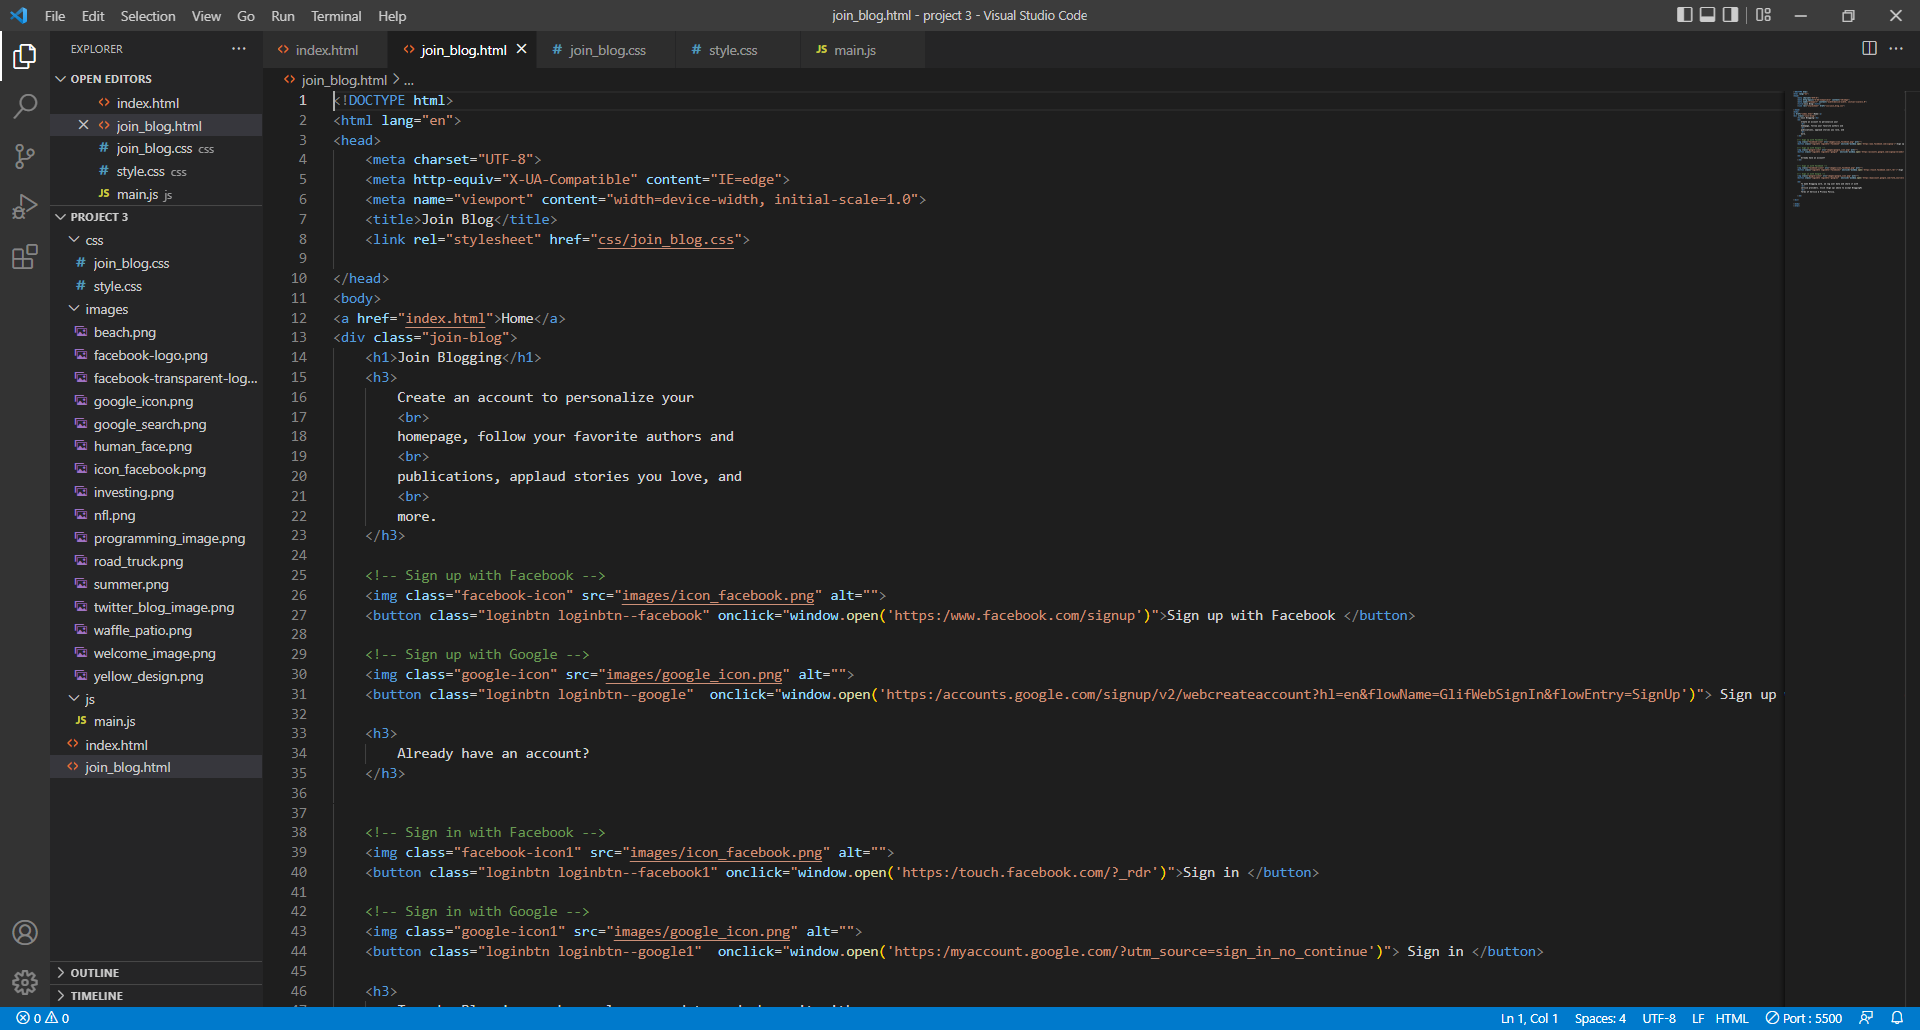 File Edit Selection View Go Run Terminal Help
join_blog.html - project 3 - Visual Studio Code
EXPLORER
OPEN EDITORS
index.html
join_blog.html
join_blog.css css
style.css css
main.js js
PROJECT 3
css
join_blog.css
style.css
images
beach.png
facebook-logo.png
facebook-transparent-log...
google_icon.png
google_search.png
human_face.png
icon_facebook.png
investing.png
nfl.png
programming_image.png
road_truck.png
summer.png
twitter_blog_image.png
waffle_patio.png
welcome_image.png
yellow_design.png
js
main.js
index.html
join_blog.html
OUTLINE
TIMELINE
index.html join_blog.html join_blog.css style.css JS main.js
join_blog.html > ...
1 <!DOCTYPE html>
2 <html lang="en">
3 <head>
4 <meta charset="UTF-8">
5 <meta http-equiv="X-UA-Compatible" content="IE=edge">
6 <meta name="viewport" content="width=device-width, initial-scale=1.0">
7 <title>Join Blog</title>
8 <link rel="stylesheet" href="css/join_blog.css">
9
10 </head>
11 <body>
12 <a href="index.html">Home</a>
13 <div class="join-blog">
14 <h1>Join Blogging</h1>
15 <h3>
16 Create an account to personalize your
17 <br>
18 homepage, follow your favorite authors and
19 <br>
20 publications, applaud stories you love, and
21 <br>
22 more.
23 </h3>
24
25 <!-- Sign up with Facebook -->
26 <img class="facebook-icon" src="images/icon_facebook.png" alt="">
27 <button class="loginbtn loginbtn--facebook" onclick="window.open('https:/www.facebook.com/signup')">Sign up with Facebook </button>
28
29 <!-- Sign up with Google -->
30 <img class="google-icon" src="images/google_icon.png" alt="">
31 <button class="loginbtn loginbtn--google"  onclick="window.open('https:/accounts.google.com/signup/v2/webcreateaccount?hl=en&flowName=GlifWebSignIn&flowEntry=SignUp')"> Sign up
32
33 <h3>
34 Already have an account?
35 </h3>
36
37
38 <!-- Sign in with Facebook -->
39 <img class="facebook-icon1" src="images/icon_facebook.png" alt="">
40 <button class="loginbtn loginbtn--facebook1" onclick="window.open('https:/touch.facebook.com/?_rdr')">Sign in </button>
41
42 <!-- Sign in with Google -->
43 <img class="google-icon1" src="images/google_icon.png" alt="">
44 <button class="loginbtn loginbtn--google1"  onclick="window.open('https:/myaccount.google.com/?utm_source=sign_in_no_continue')"> Sign in </button>
45
46 <h3>
0 0
Ln 1, Col 1 Spaces: 4 UTF-8 LF HTML Port : 5500